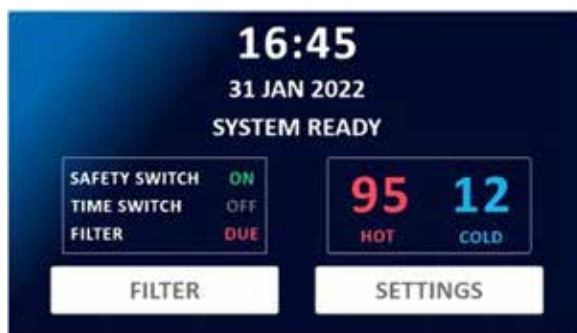 16:45
31 JAN 2022
SYSTEM READY
SAFETY SWITCH ON
TIME SWITCH OFF
FILTER DUE
95 12
HOT COLD
FILTER SETTINGS